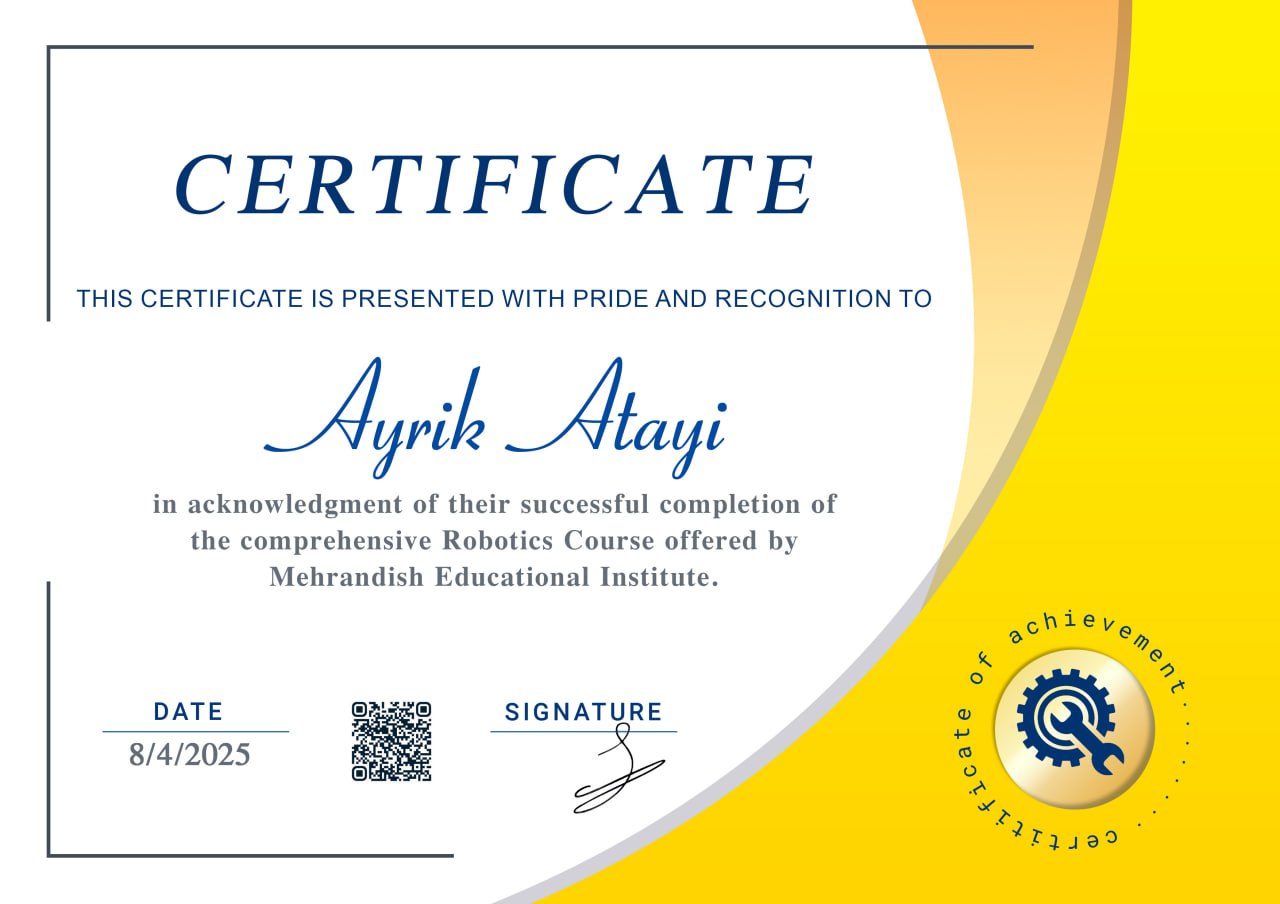 CERTIFICATE
THIS CERTIFICATE IS PRESENTED WITH PRIDE AND RECOGNITION TO
Ayrik Atayi
in acknowledgment of their successful completion of
the comprehensive Robotics Course offered by
Mehrandish Educational Institute.
DATE
8/4/2025
SIGNATURE
certificate of achievement........